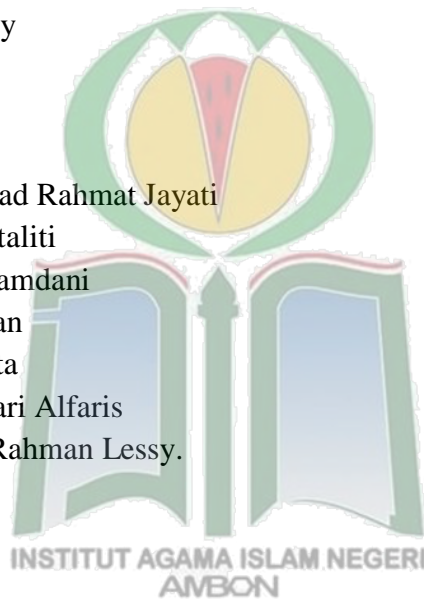 y
ad Rahmat Jayati
taliti
amdani
an
ta
ari Alfaris
Rahman Lessy.
INSTITUT AGAMA ISLAM NEGERI
AMBON